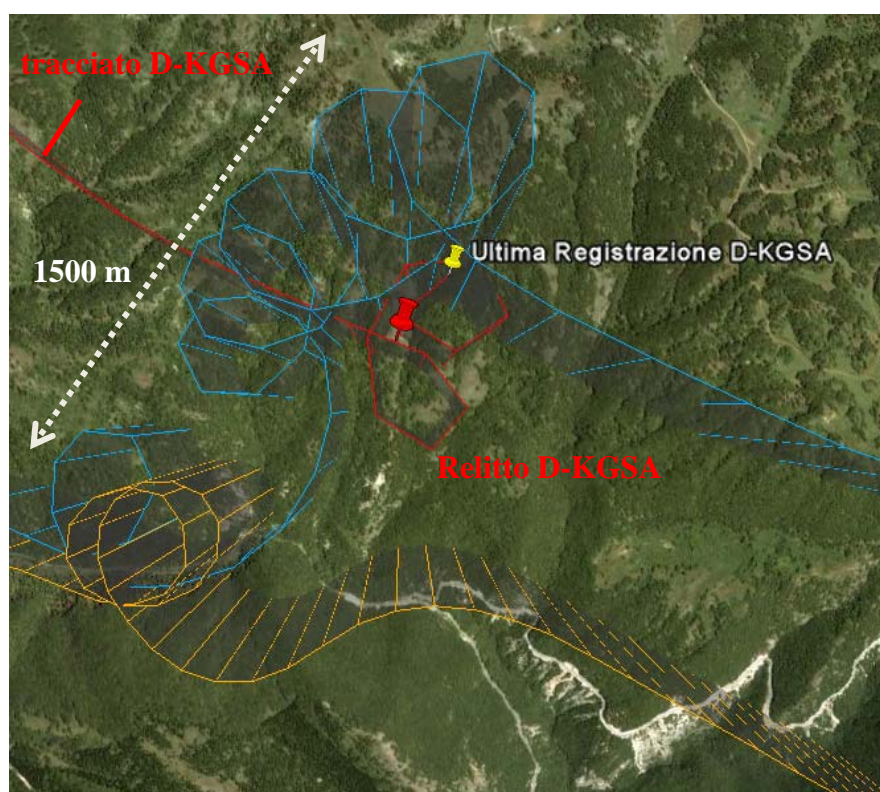 tracciato D-KGSA
Ultima Registrazione D-KGSA
1500 m
Relitto D-KGSA